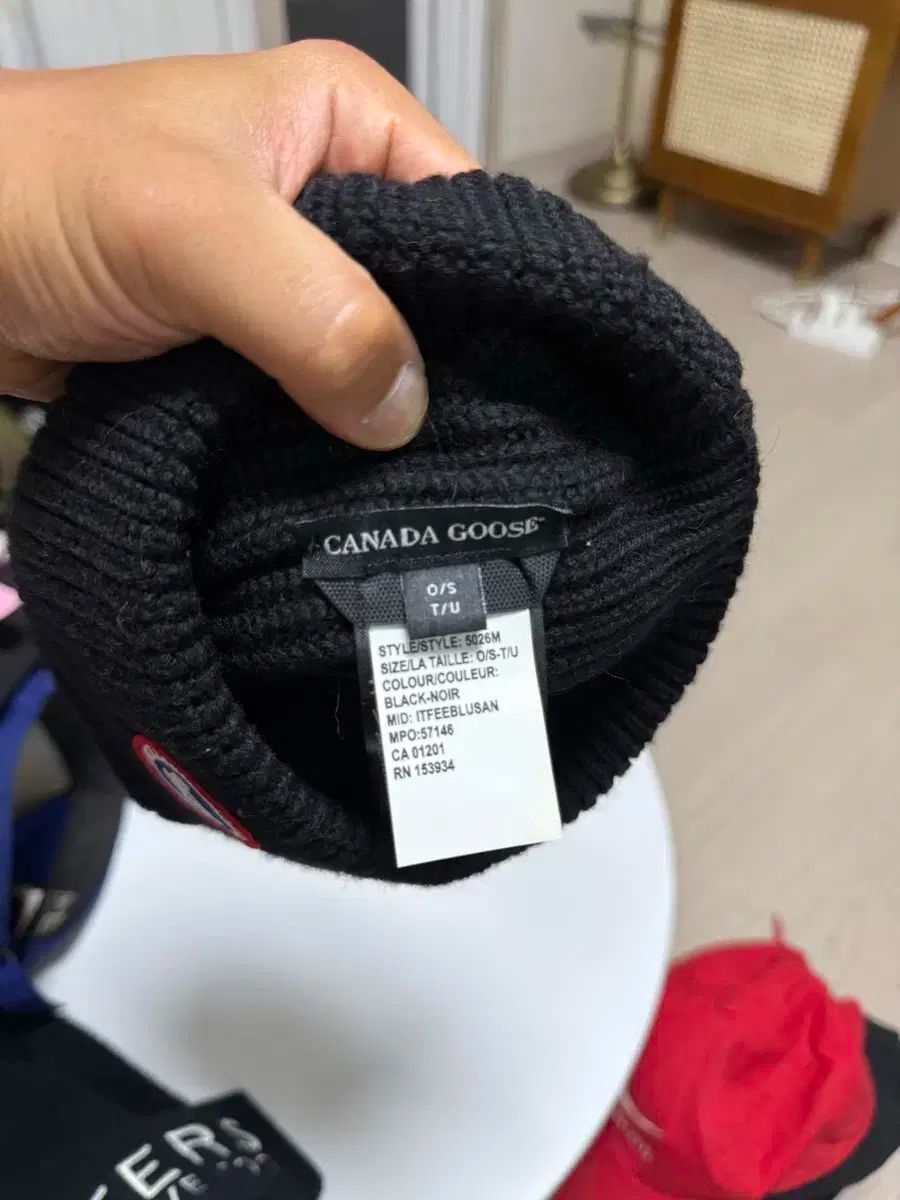 CANADA GOOSE
O/S
T/U
STYLE/STYLE: 5026M
SIZE/LA TAILLE: O/S-T/U
COLOUR/COULEUR:
BLACK-NOIR
MID: ITFEEBLUSAN
MPO:57146
CA 01201
RN 153934
TERS